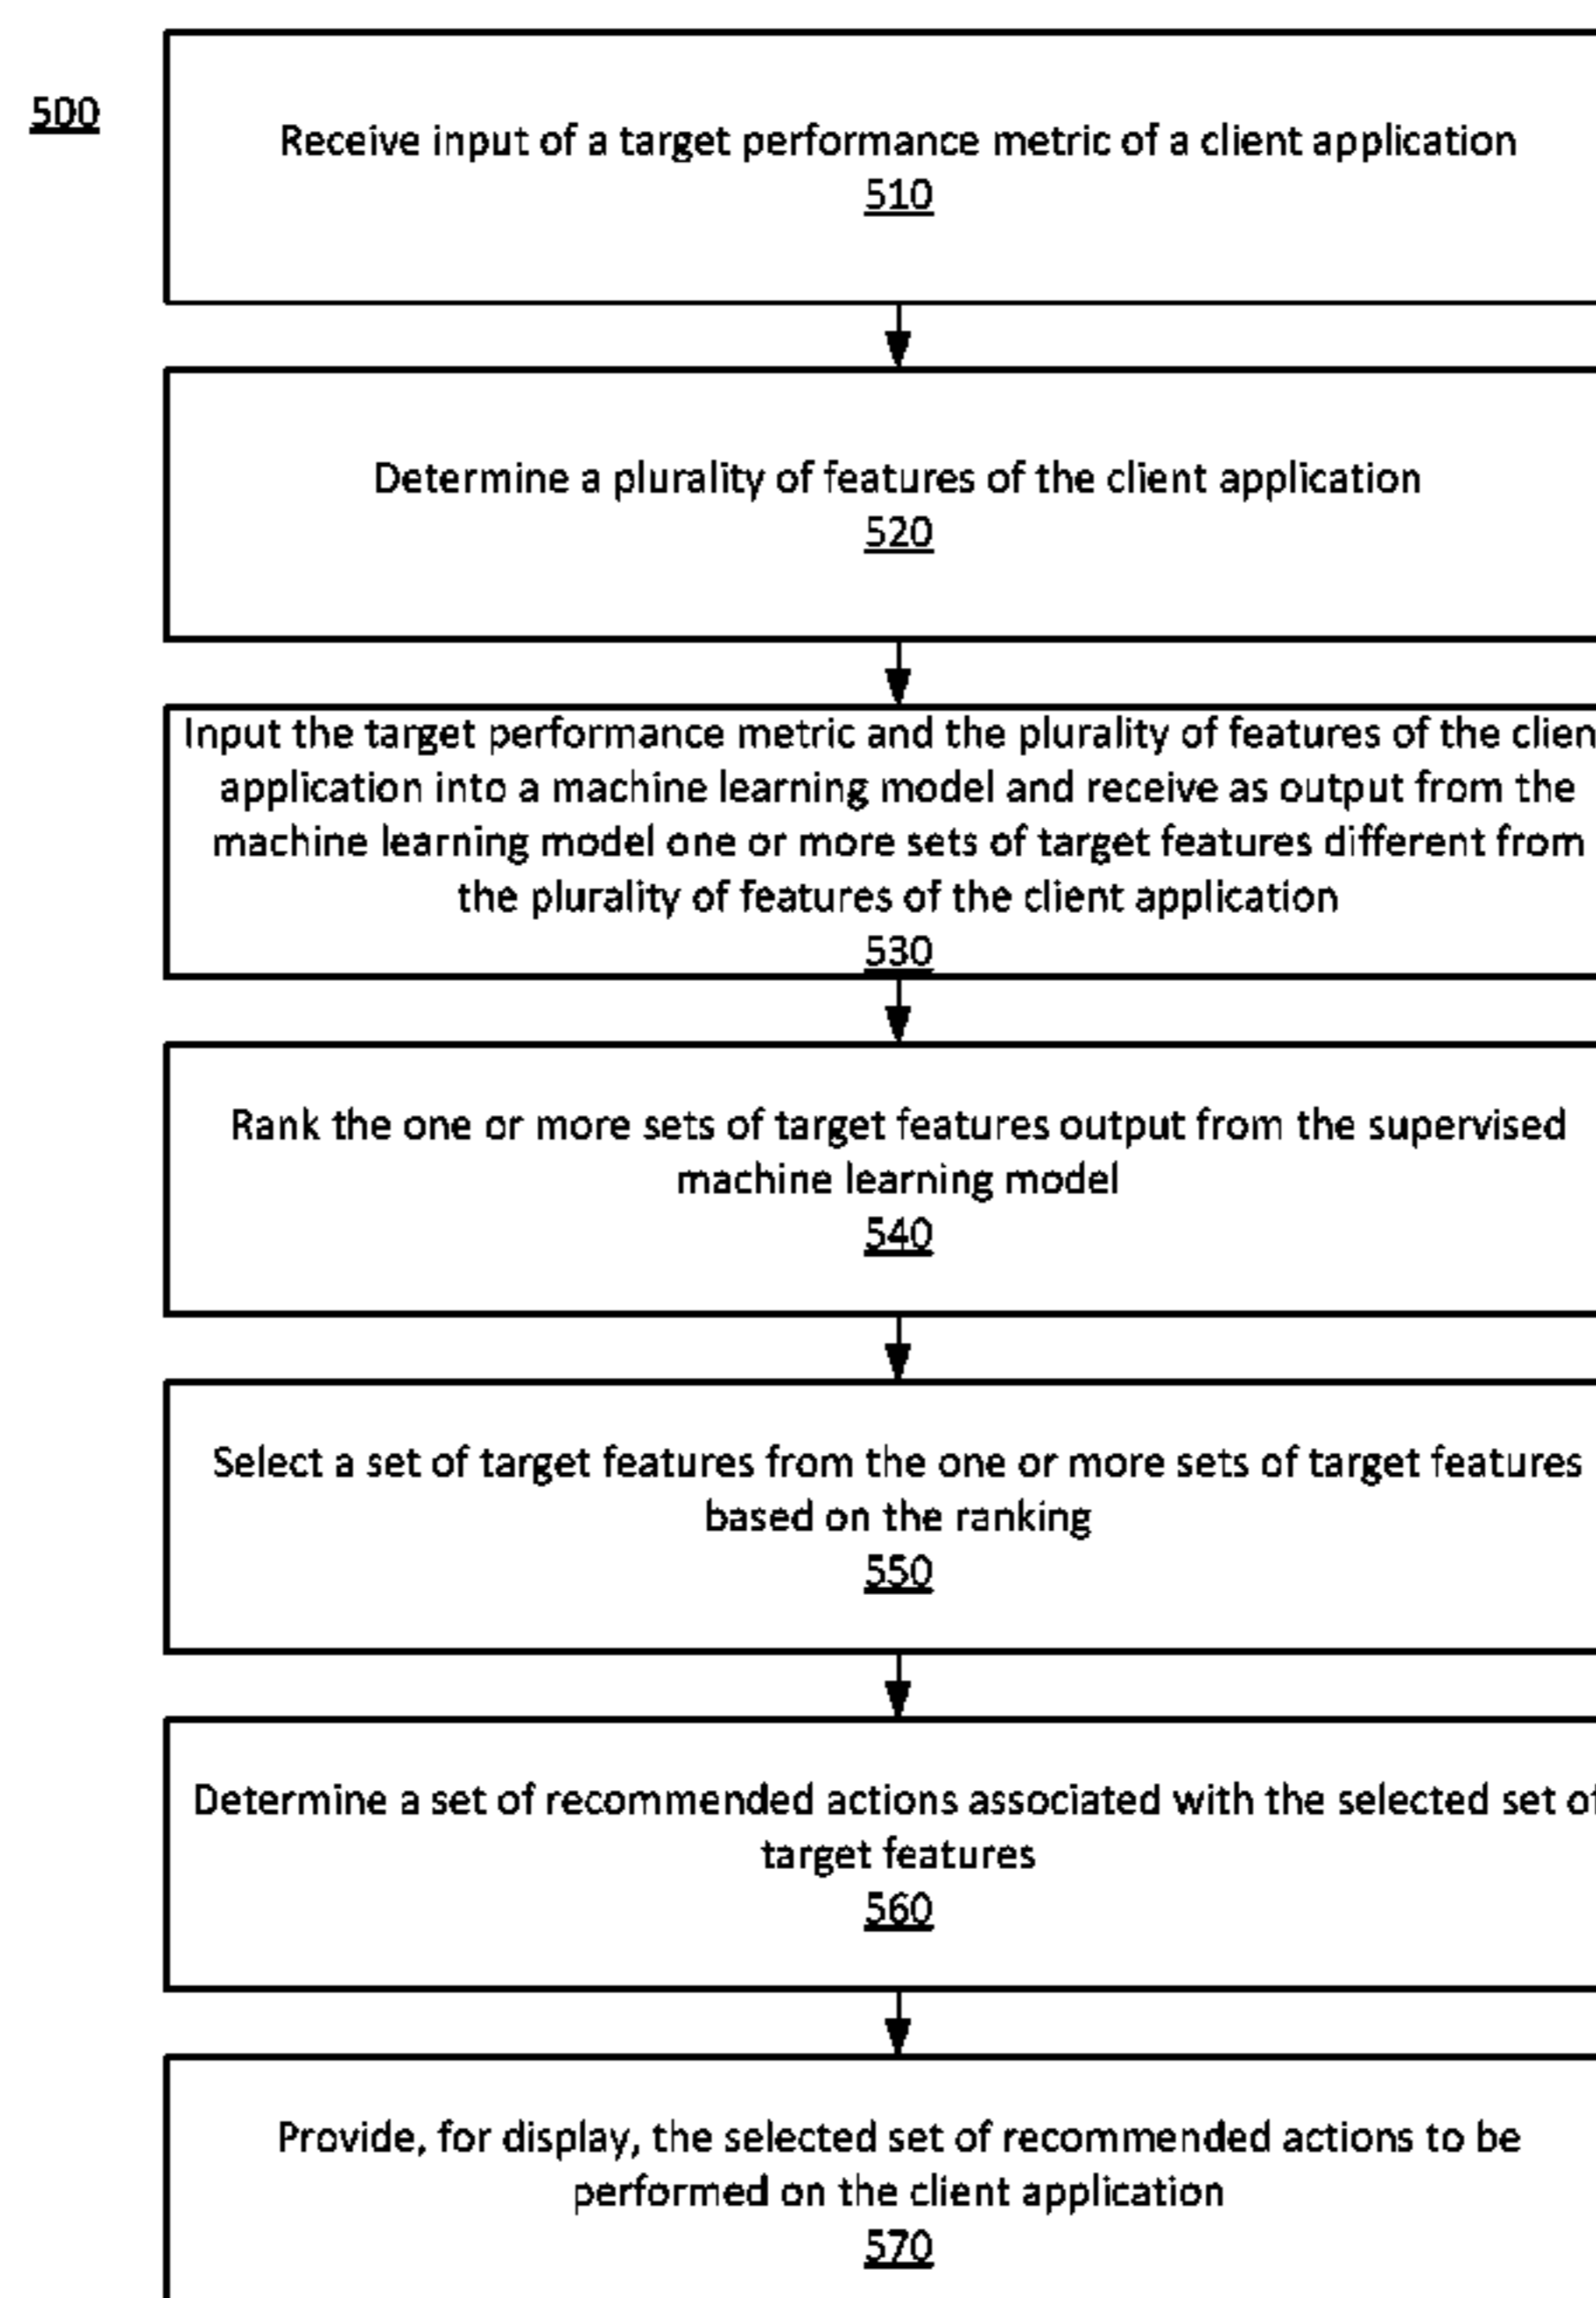 500
Receive input of a target performance metric of a client application
510
Determine a plurality of features of the client application
520
Input the target performance metric and the plurality of features of the clien
application into a machine learning model and receive as output from the
machine learning model one or more sets of target features different from
the plurality of features of the client application
530
Rank the one or more sets of target features output from the supervised
machine learning model
540
Select a set of target features from the one or more sets of target features
based on the ranking
550
Determine a set of recommended actions associated with the selected set of
target features
560
Provide, for display, the selected set of recommended actions to be
performed on the client application
570